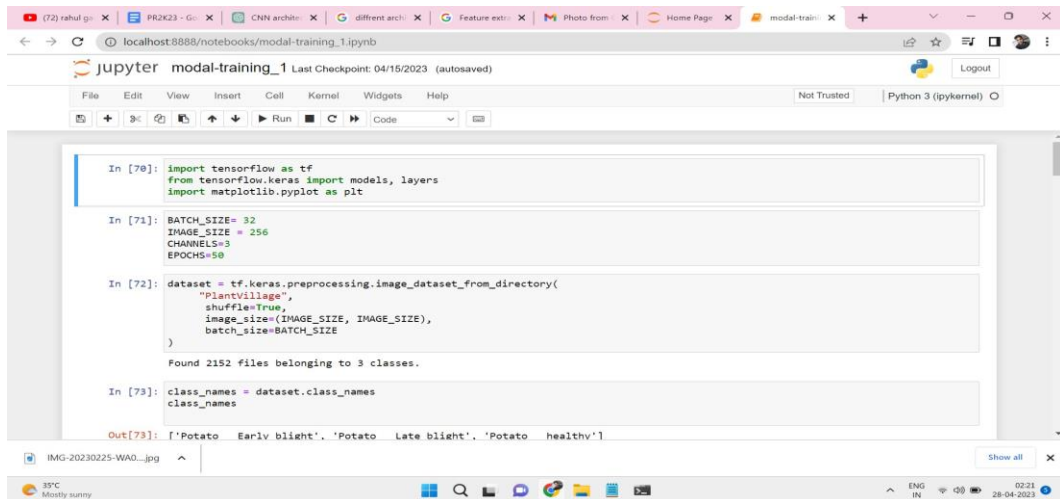 (72) rahul ga
PR2K23 - Go
CNN archite
diffrent archi
Feature extra
Photo from
Home Page
modal-traini
localhost:8888/notebooks/modal-training_1.ipynb
jupyter modal-training_1 Last Checkpoint: 04/15/2023 (autosaved)
Logout
File Edit View Insert Cell Kernel Widgets Help
Not Trusted
Python 3 (ipykernel)
Run
Code
In [70]: import tensorflow as tf
from tensorflow.keras import models, layers
import matplotlib.pyplot as plt
In [71]: BATCH_SIZE= 32
IMAGE_SIZE = 256
CHANNELS=3
EPOCHS=50
In [72]: dataset = tf.keras.preprocessing.image_dataset_from_directory(
"PlantVillage",
shuffle=True,
image_size=(IMAGE_SIZE, IMAGE_SIZE),
batch_size=BATCH_SIZE
)
Found 2152 files belonging to 3 classes.
In [73]: class_names = dataset.class_names
class_names
Out[73]: ['Potato___Early_blight', 'Potato___Late_blight', 'Potato___healthy']
IMG-20230225-WA0....jpg
Show all
35°C
Mostly sunny
ENG
IN
02:21
28-04-2023